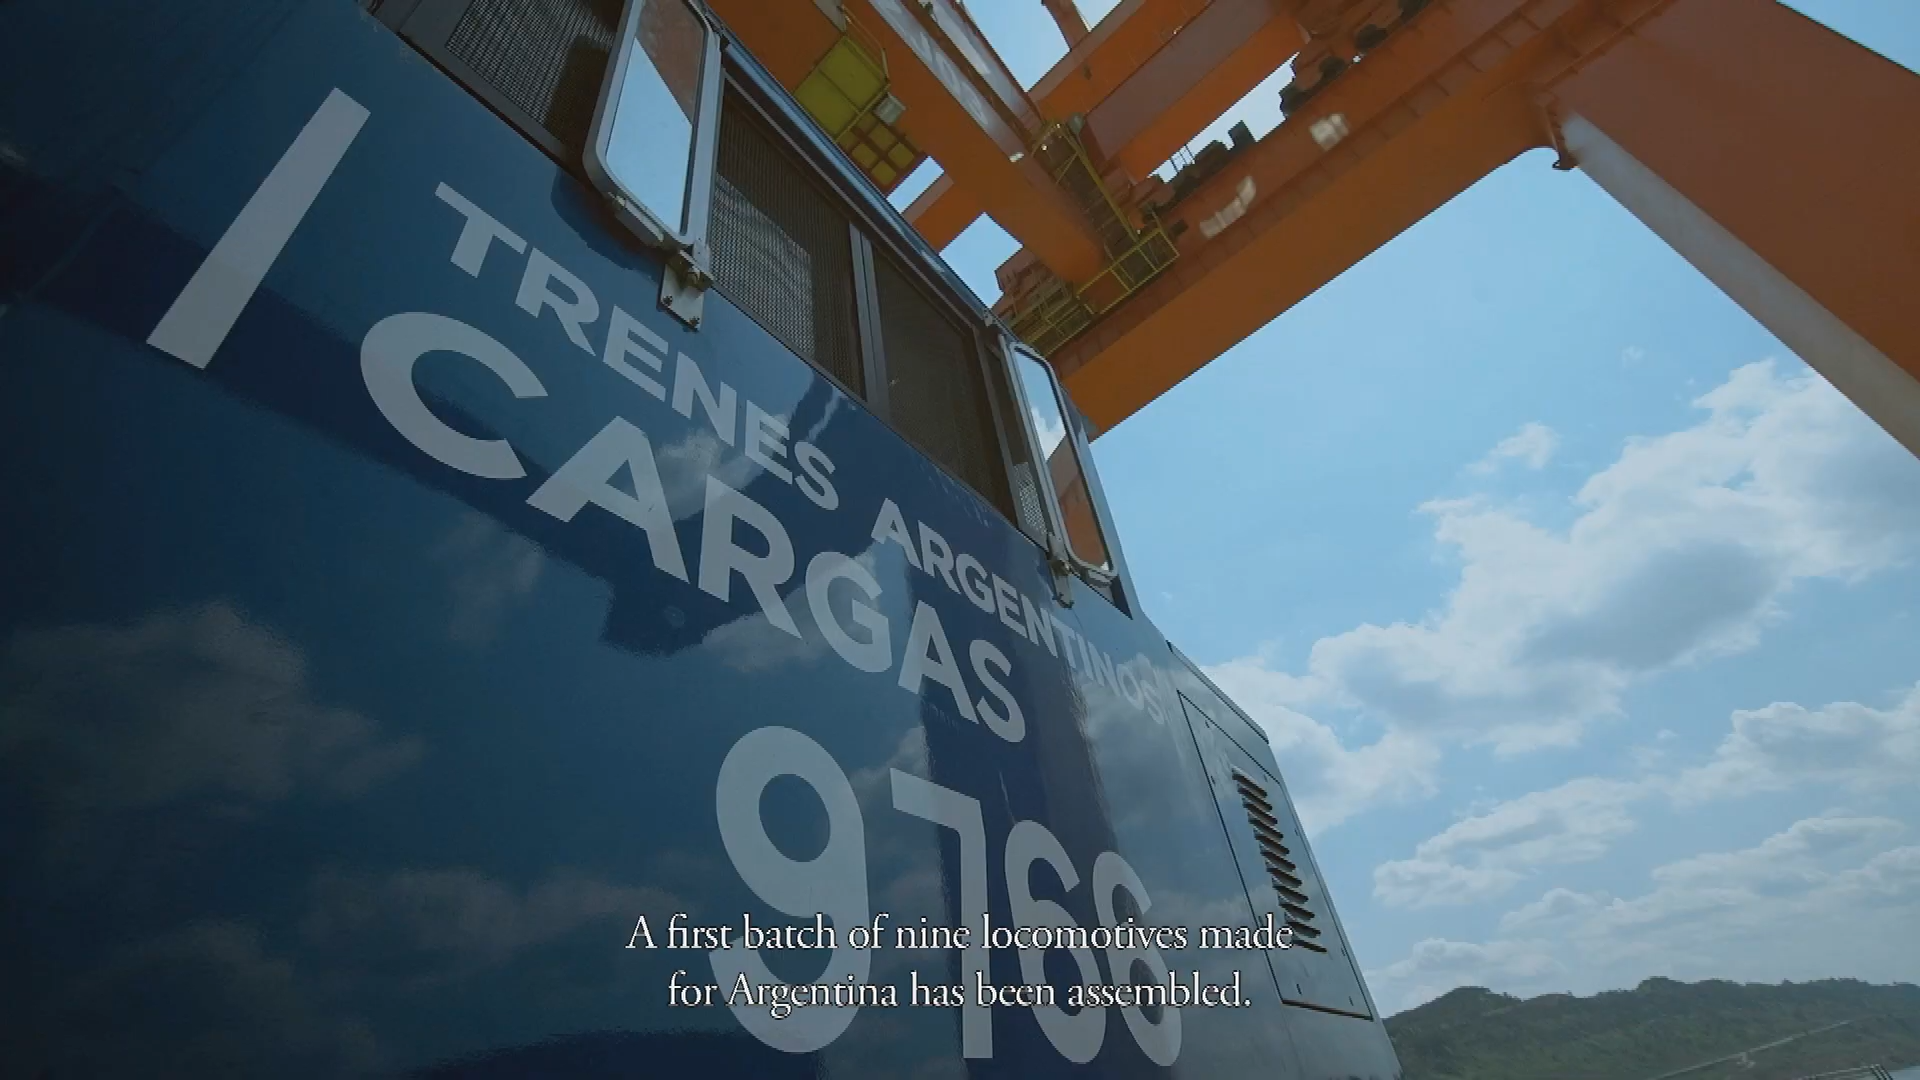 TRENES ARGENTINOS
CARGAS
9766
A first batch of nine locomotives made
for Argentina has been assembled.